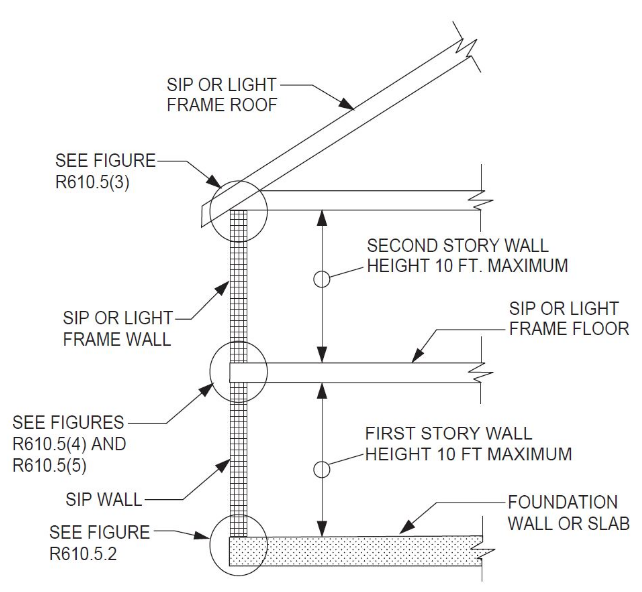 SIP OR LIGHT
FRAME ROOF
SEE FIGURE
R610.5(3)
SECOND STORY WALL
HEIGHT 10 FT. MAXIMUM
SIP OR LIGHT
FRAME WALL
SIP OR LIGHT
FRAME FLOOR
SEE FIGURES
R610.5(4) AND
R610.5(5)
FIRST STORY WALL
HEIGHT 10 FT MAXIMUM
SIP WALL
SEE FIGURE
R610.5.2
FOUNDATION
WALL OR SLAB